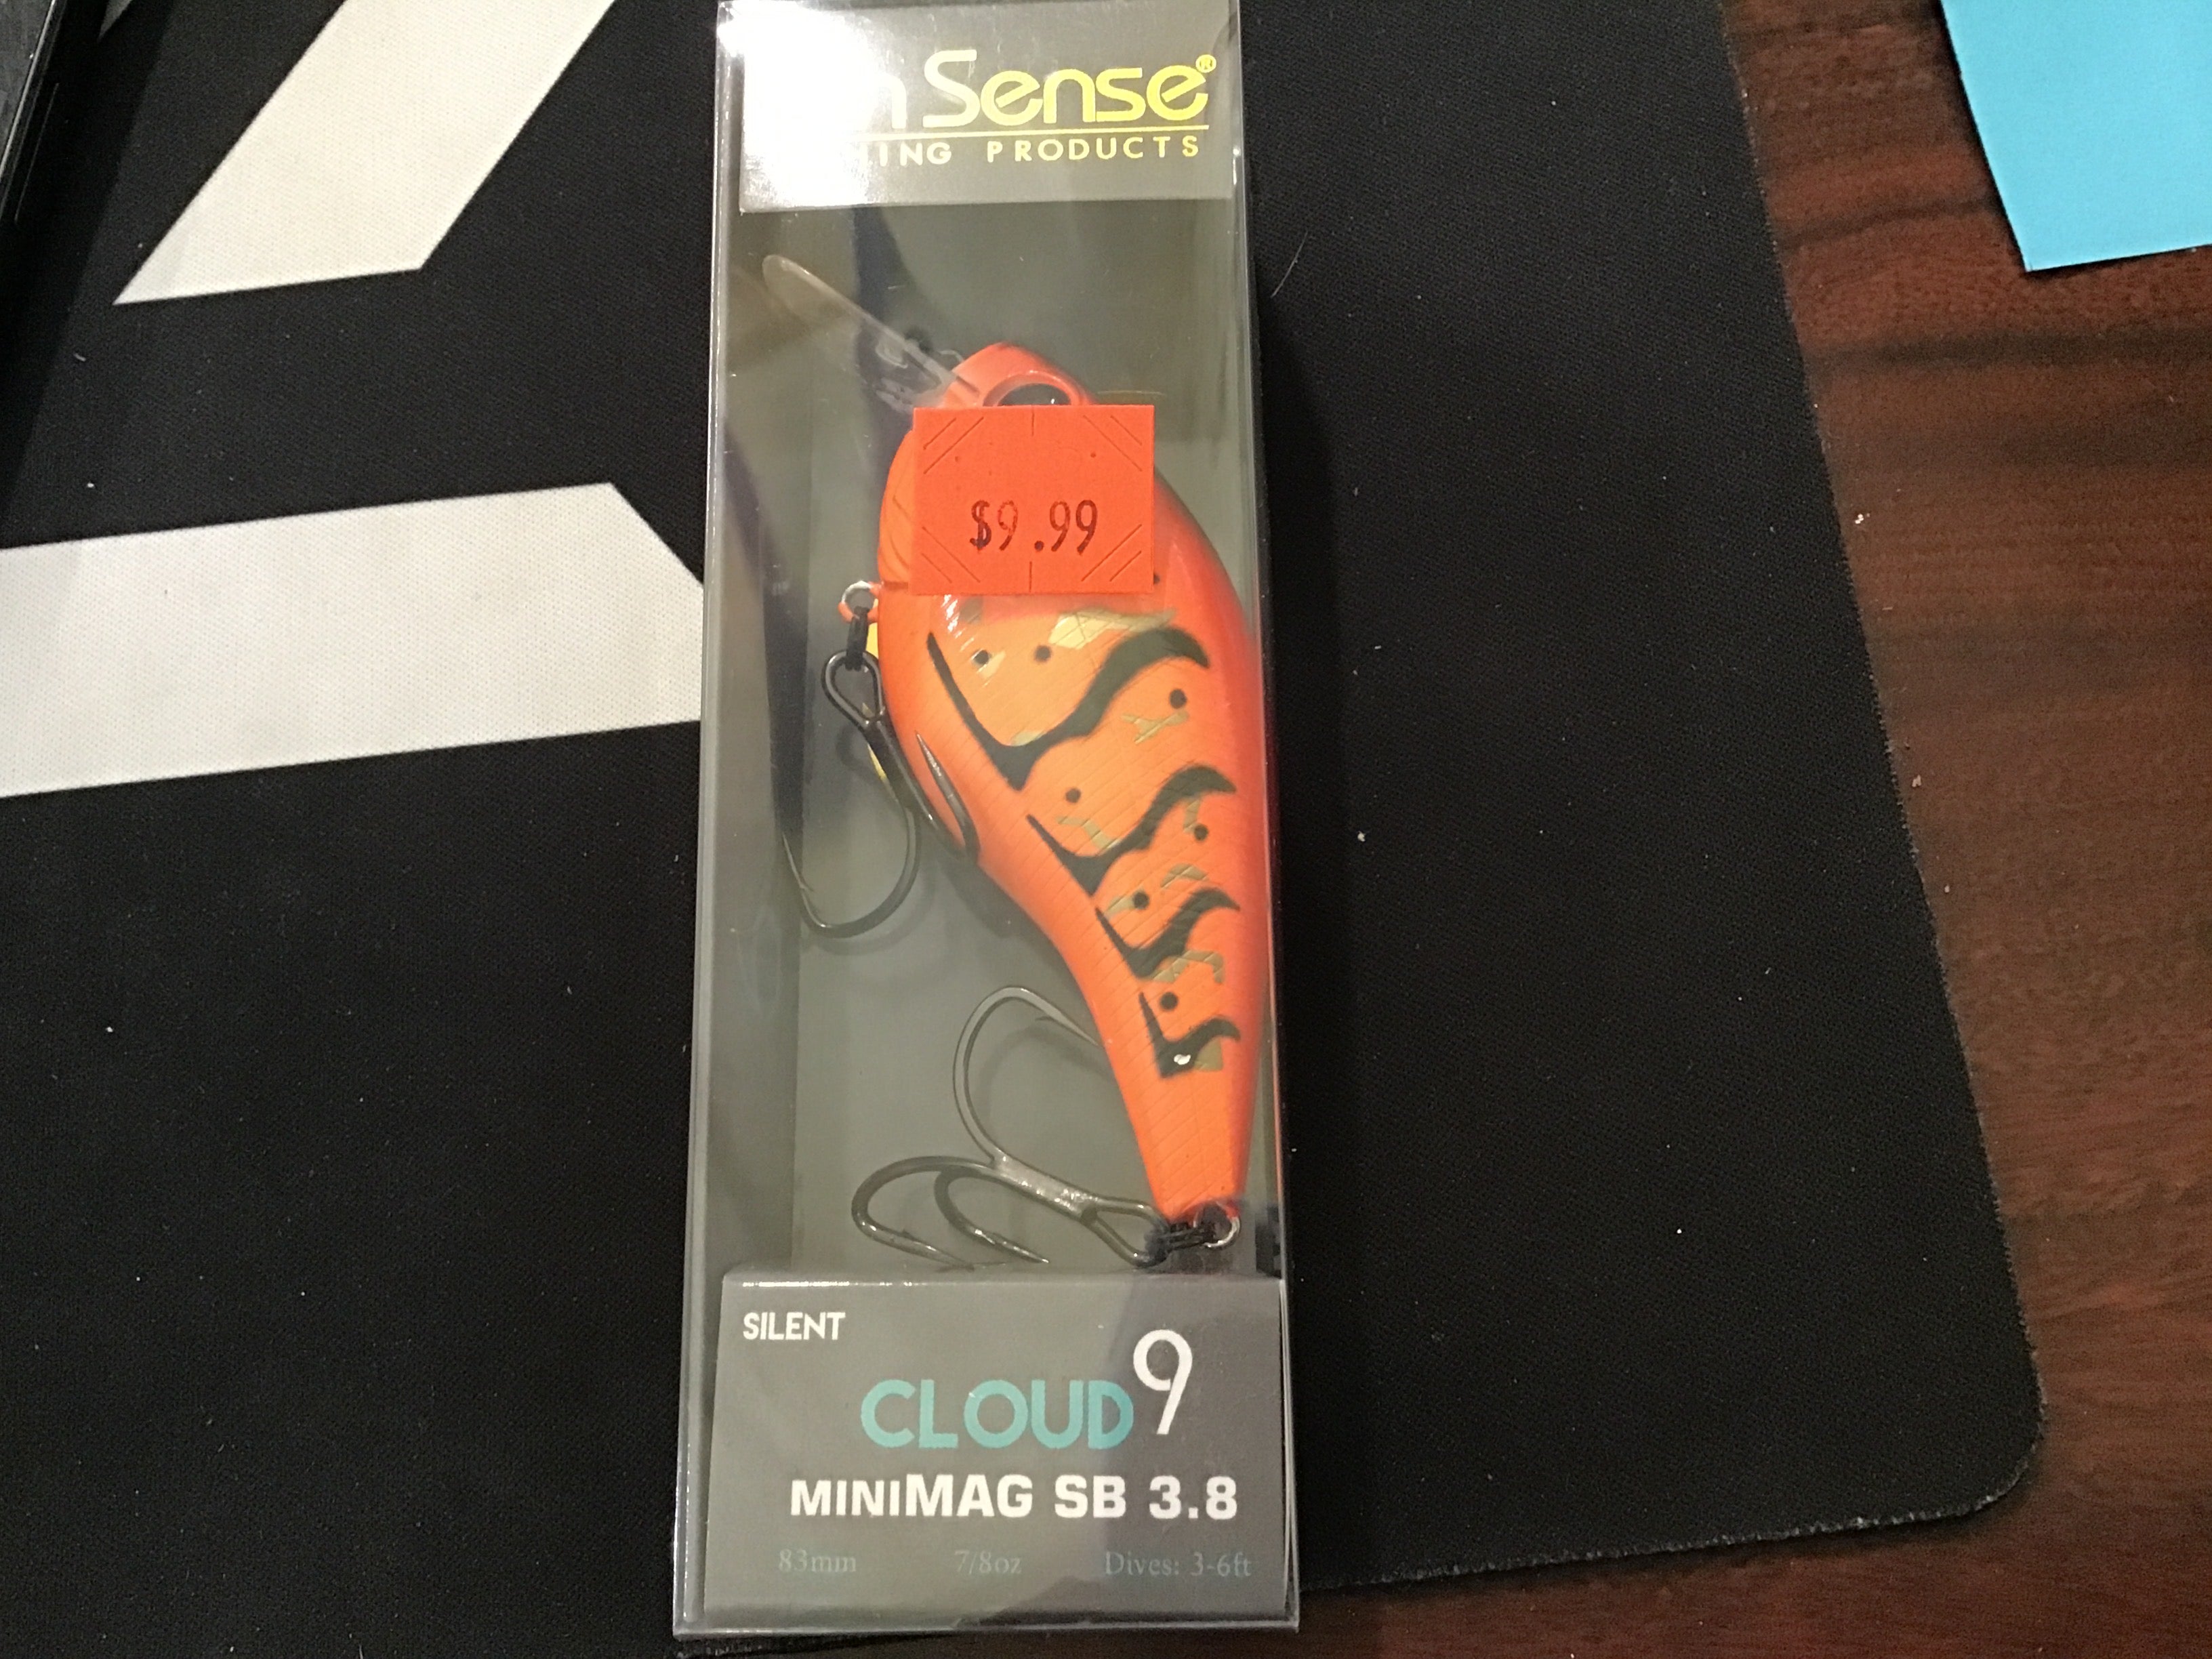 Sense®
PRODUCTS
$9.99
SILENT
CLOUD9
MINIMAG SB 3.8
83mm 7/8oz Dives: 3-6ft